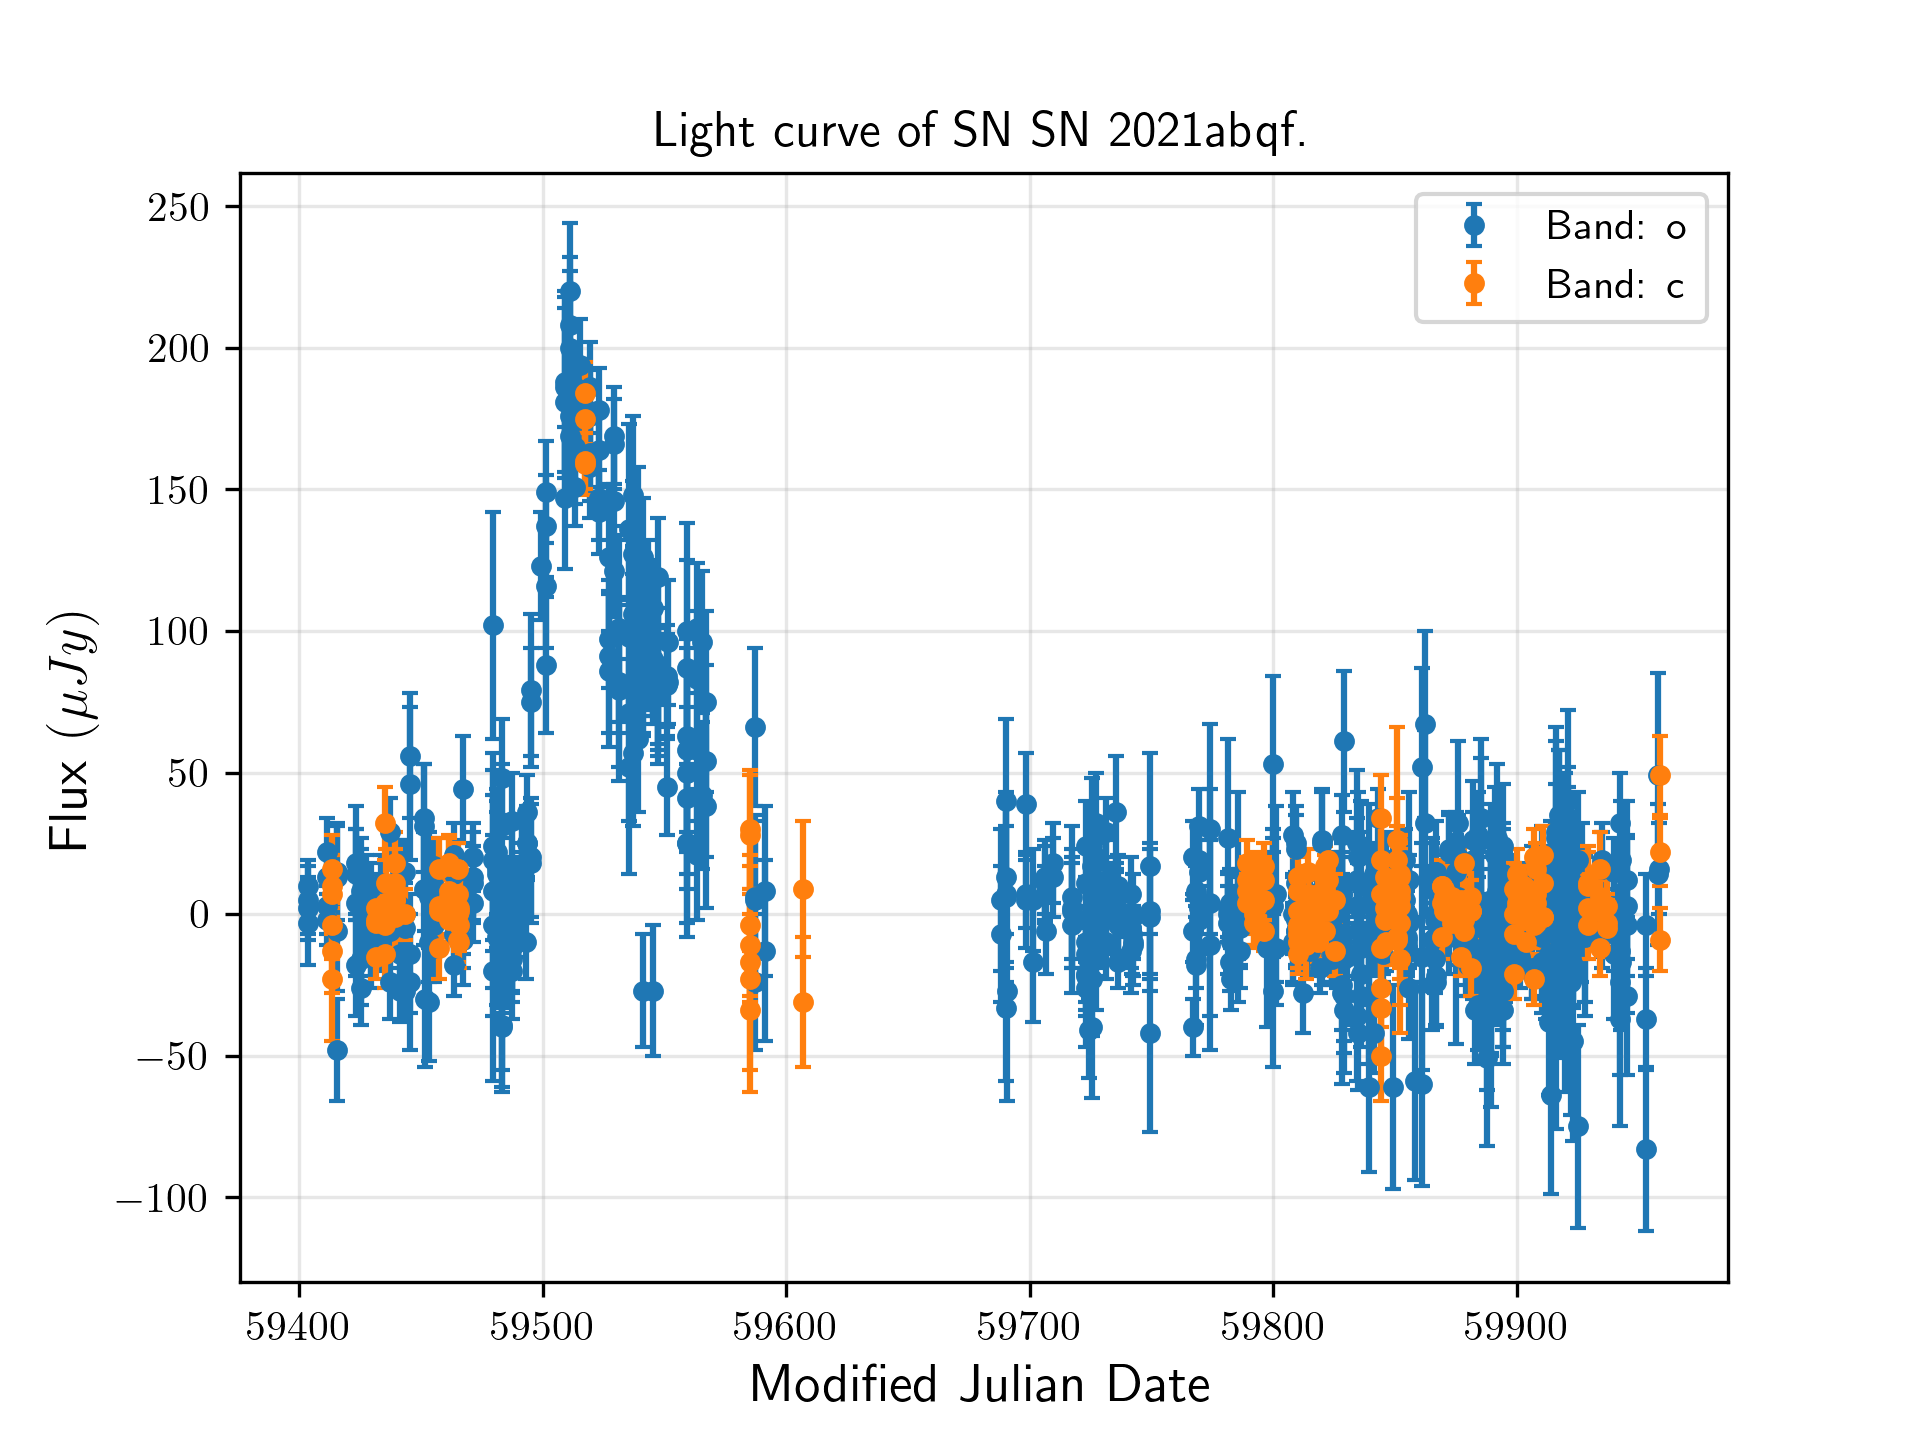 Light curve of SN SN 2021abqf.
250
200
150
100
50
0
−50
−100
Flux (μJy)
Band: o
Band: c
59400 59500 59600 59700 59800 59900
Modified Julian Date